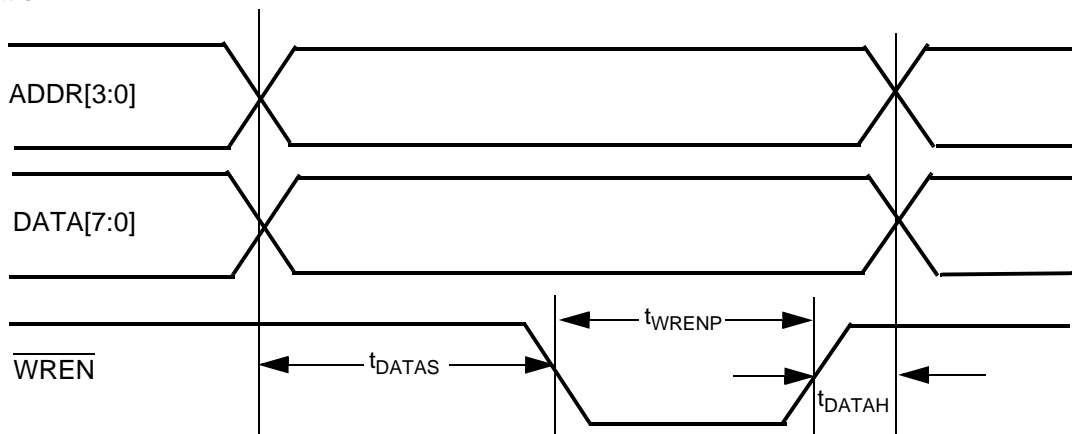 ADDR[3:0]
DATA[7:0]
tWRENP
WREN
tDATAS
tDATAH